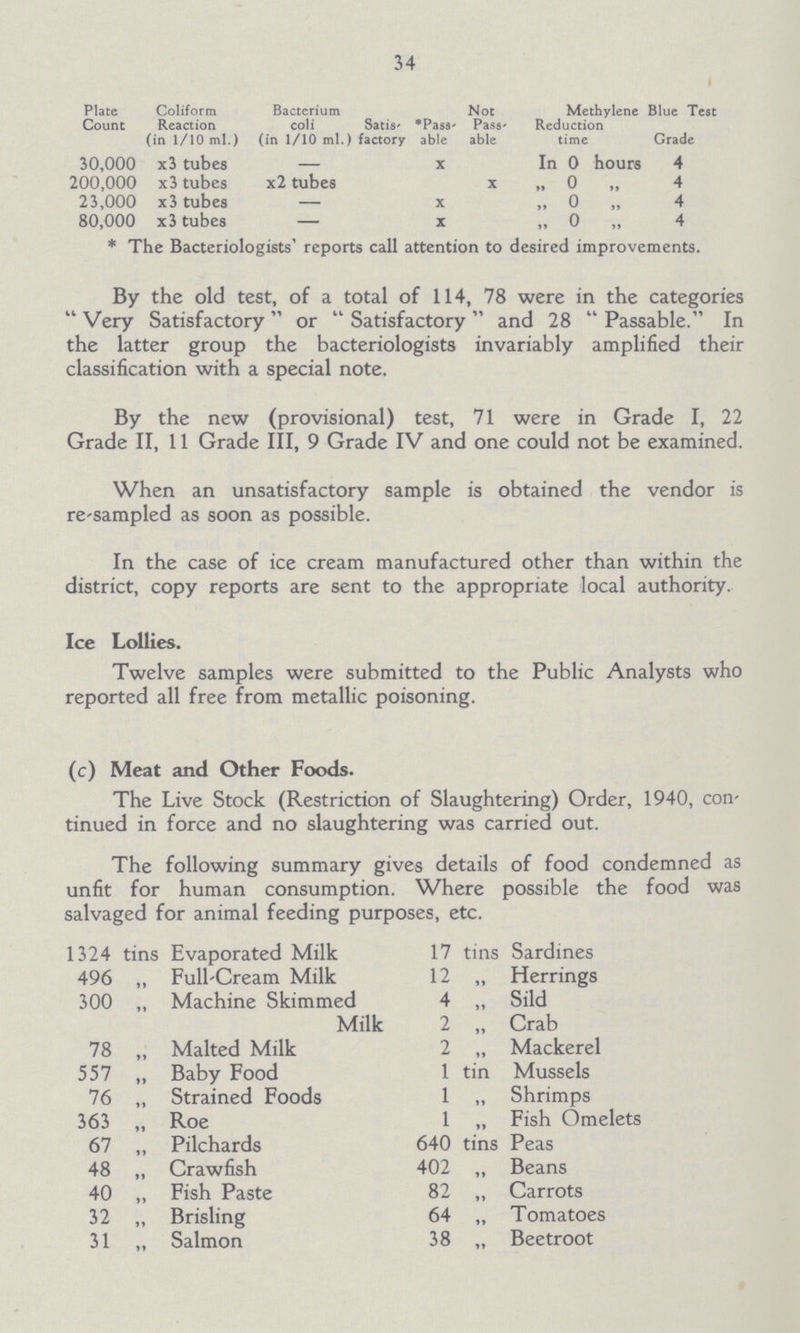 34
Plate Count Coliform Reaction (in 1/10 ml.) Bacterium coli (in 1/10 ml.) Satis-factory *Pass-able Not Pass-able Methylene Blue Test Reduction time Grade
30,000 x3 tubes — x In 0 hours 4
200,000 x3 tubes x2 tubes x „ 0 „ 4
23,000 x3 tubes — x „ 0 „ 4
80,000 x3 tubes — x „ 0 „ 4
* The Bacteriologists' reports call attention to desired improvements.
By the old test, of a total of 114, 78 were in the categories
“Very Satisfactory” or “Satisfactory” and 28 “Passable.” In
the latter group the bacteriologists invariably amplified their
classification with a special note.
By the new (provisional) test, 71 were in Grade I, 22
Grade II, 11 Grade III, 9 Grade IV and one could not be examined.
When an unsatisfactory sample is obtained the vendor is
re-sampled as soon as possible.
In the case of ice cream manufactured other than within the
district, copy reports are sent to the appropriate local authority.
Ice Lollies.
Twelve samples were submitted to the Public Analysts who
reported all free from metallic poisoning.
(c) Meat and Other Foods.
The Live Stock (Restriction of Slaughtering) Order, 1940, con-
tinued in force and no slaughtering was carried out.
The following summary gives details of food condemned as
unfit for human consumption. Where possible the food was
salvaged for animal feeding purposes, etc.
1324 tins Evaporated Milk
496 „ Full-Cream Milk
300 „ Machine Skimmed
Milk
78 „ Malted Milk
557 „ Baby Food
76 „ Strained Foods
363 „ Roe
67 „ Pilchards
48 „ Crawfish
40 „ Fish Paste
32 „ Brisling
31 „ Salmon
17 tins Sardines
12 „ Herrings
4 „ Sild
2 „ Crab
2 „ Mackerel
1 tin Mussels
1 „ Shrimps
1 „ Fish Omelets
640 tins Peas
402 „ Beans
82 „ Carrots
64 „ Tomatoes
38 „ Beetroot